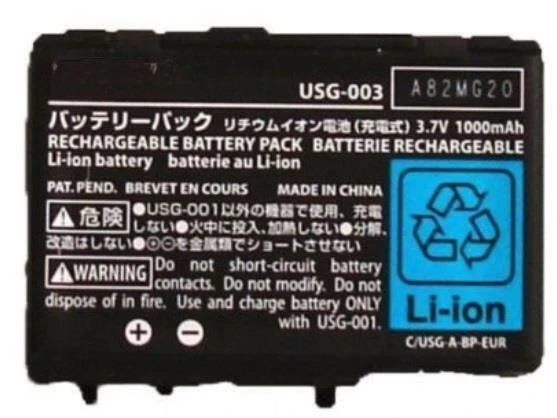 USG-003 A82MG20
バッテリーパック リチウムイオン電池(充電式) 3.7V 1000mAh
RECHARGEABLE BATTERY PACK BATTERIE RECHARGEABLE
Li-ion battery batterie au Li-ion
PAT. PEND. BREVET EN COURS MADE IN CHINA
危険 ●USG-001以外の機器で使用、充電
しない●火中に投入、加熱しない●分解、
改造はしない●⊕⊖を金属類でショートさせない
WARNING Do not short-circuit battery
contacts. Do not modify. Do not
dispose of in fire. Use and charge battery ONLY
with USG-001.
Li-ion
C/USG-A-BP-EUR